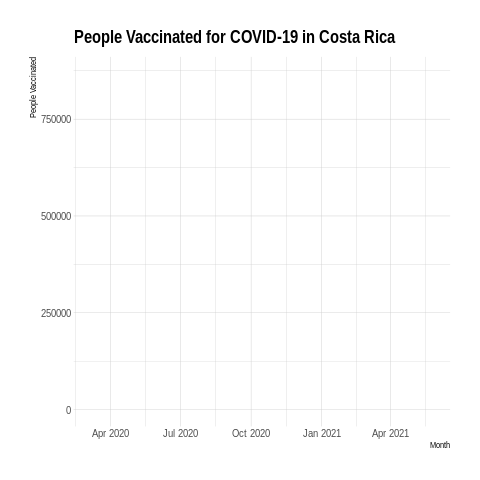 People Vaccinated for COVID-19 in Costa Rica
People Vaccinated
750000
500000
250000
0
Apr 2020 Jul 2020 Oct 2020 Jan 2021 Apr 2021
Month